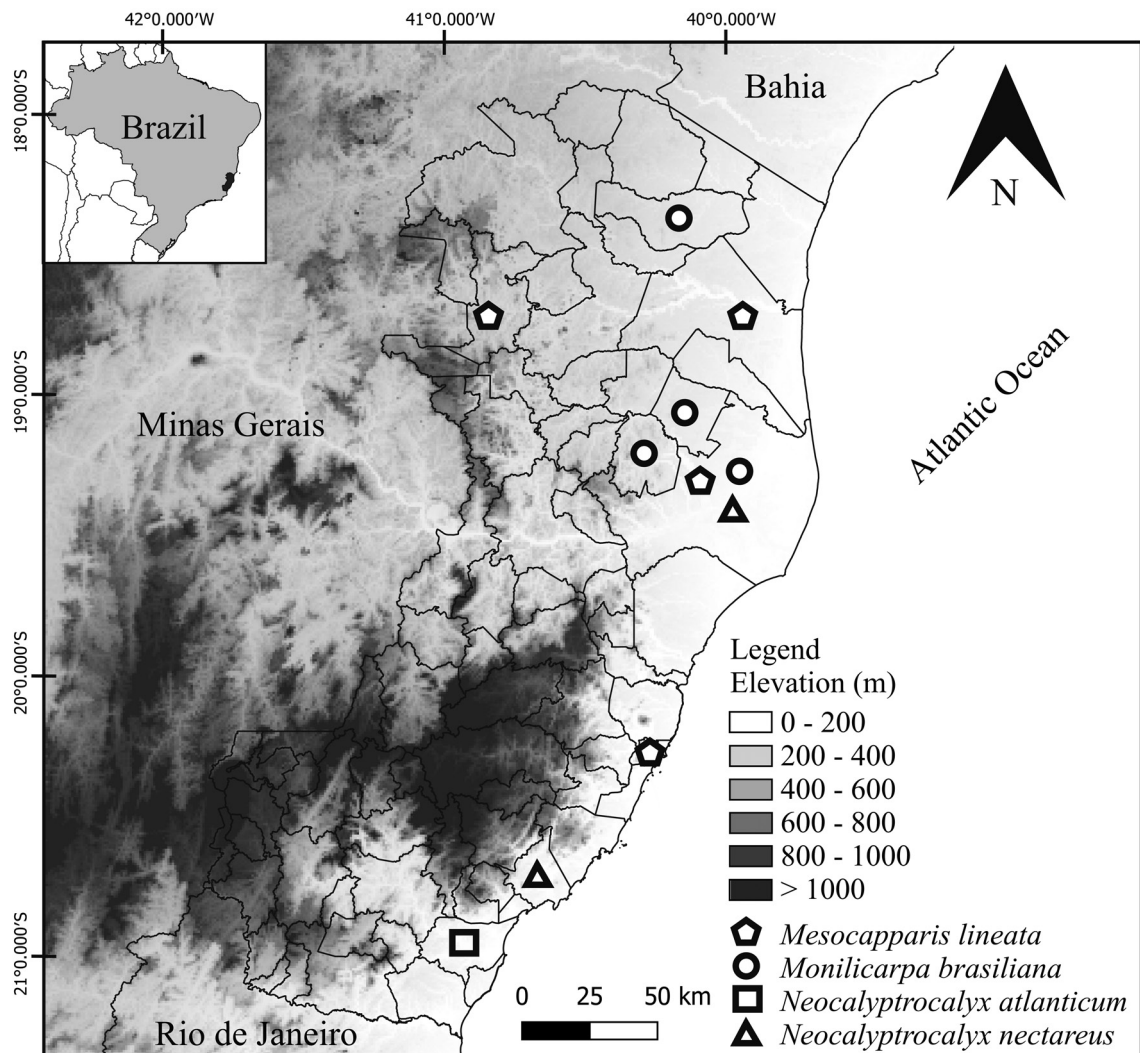 42°0.000'W 41°0.000'W 40°0.000'W
18°0.000'S
19°0.000'S
20°0.000'S
21°0.000'S
Brazil
Bahia
N
Minas Gerais
Atlantic Ocean
Legend
Elevation (m)
0 - 200
200 - 400
400 - 600
600 - 800
800 - 1000
> 1000
Mesocapparis lineata
Monilicarpa brasiliana
Neocalyptrocalyx atlanticum
Neocalyptrocalyx nectareus
0 25 50 km
Rio de Janeiro